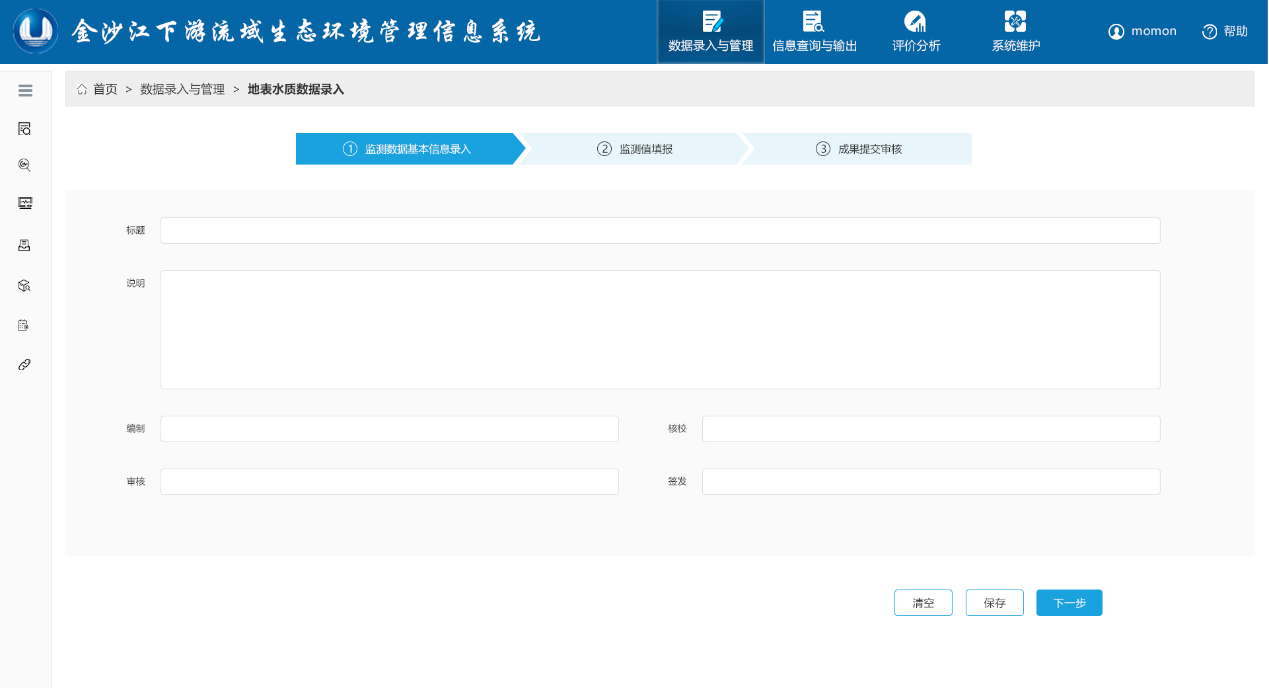 金沙江下游流域生态环境管理信息系统
数据录入与管理
信息查询与输出
评价分析
系统维护
momon
帮助
首页 > 数据录入与管理 > 地表水质数据录入
① 监测数据基本信息录入
② 监测值填报
③ 成果提交审核
标题
说明
编制
核校
审核
签发
清空
保存
下一步